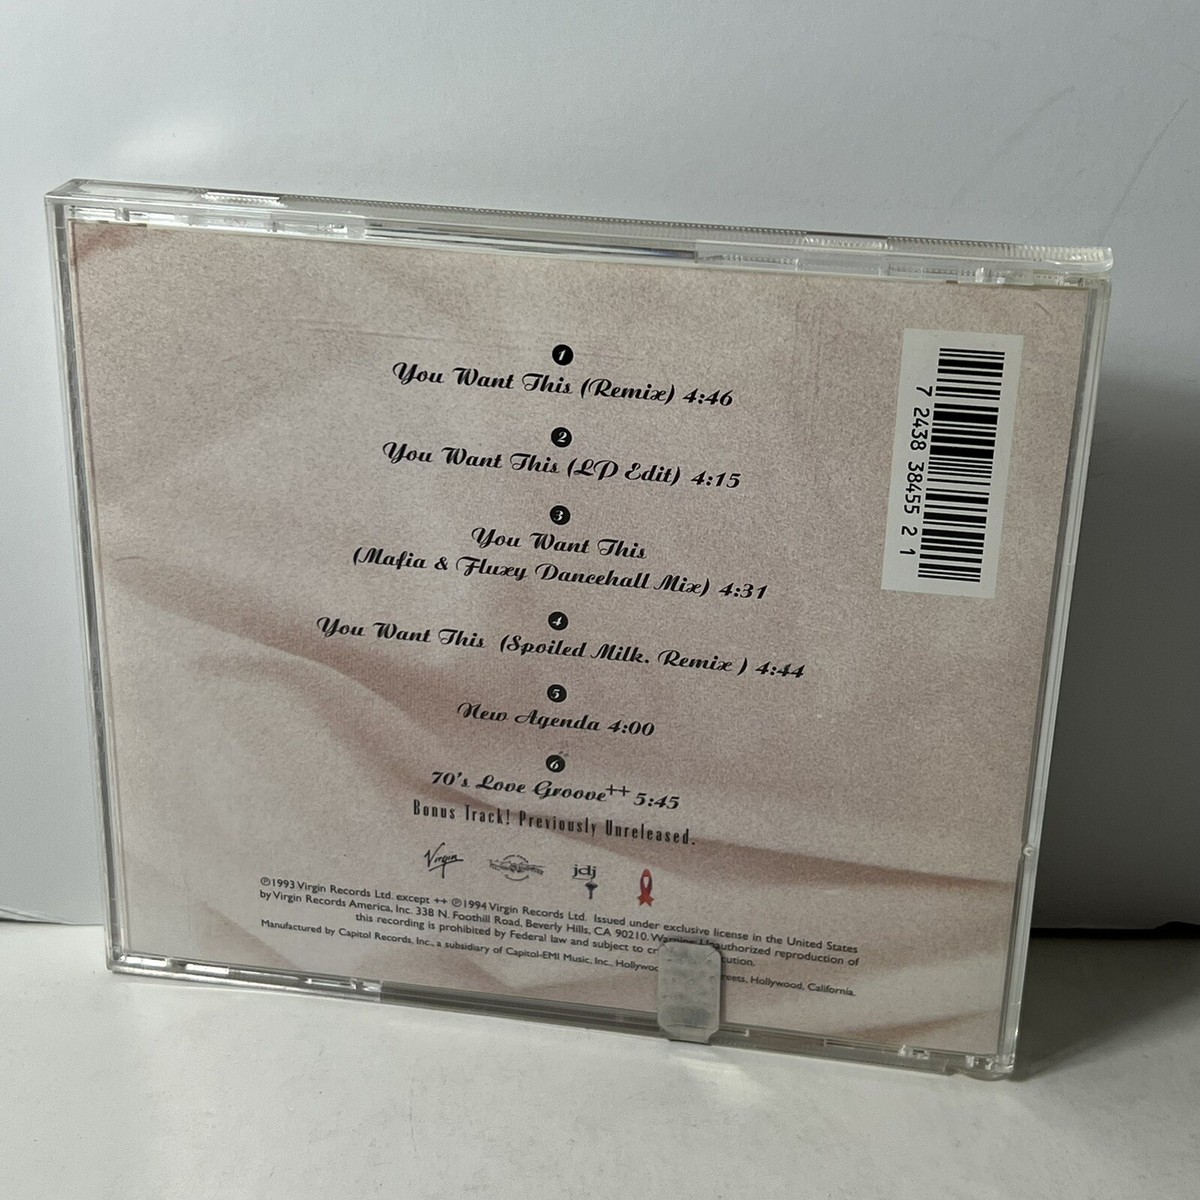 1
You Want This (Remix) 4:46
2
You Want This (LP Edit) 4:15
3
You Want This
(Mafia & Fluxy Dancehall Mix) 4:31
4
You Want This (Spoiled Milk. Remix ) 4:44
5
New Agenda 4:00
6
70's Love Groove++ 5:45
Bonus Track! Previously Unreleased.
Virgin
jdj
℗1993 Virgin Records Ltd. except ++ ℗1994 Virgin Records Ltd. Issued under exclusive license in the United States
by Virgin Records America, Inc. 338 N. Foothill Road, Beverly Hills, CA 90210. Warning: Unauthorized reproduction of
this recording is prohibited by Federal law and subject to
Manufactured by Capitol Records, Inc., a subsidiary of Capitol-EMI Music, Inc., Hollywood, California.
7 24383 8455 2 1